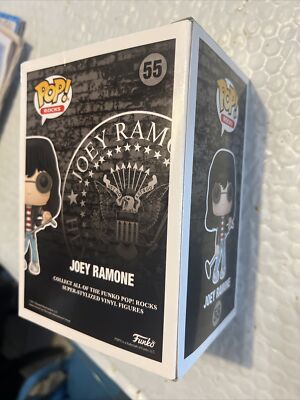 55
POP!
ROCKS
JOEY RAMO
JOEY RAMONE
COLLECT ALL OF THE FUNKO POP! ROCKS
SUPER-STYLIZED VINYL FIGURES
Funko
POP!
ROCKS
JOEY RAMONE